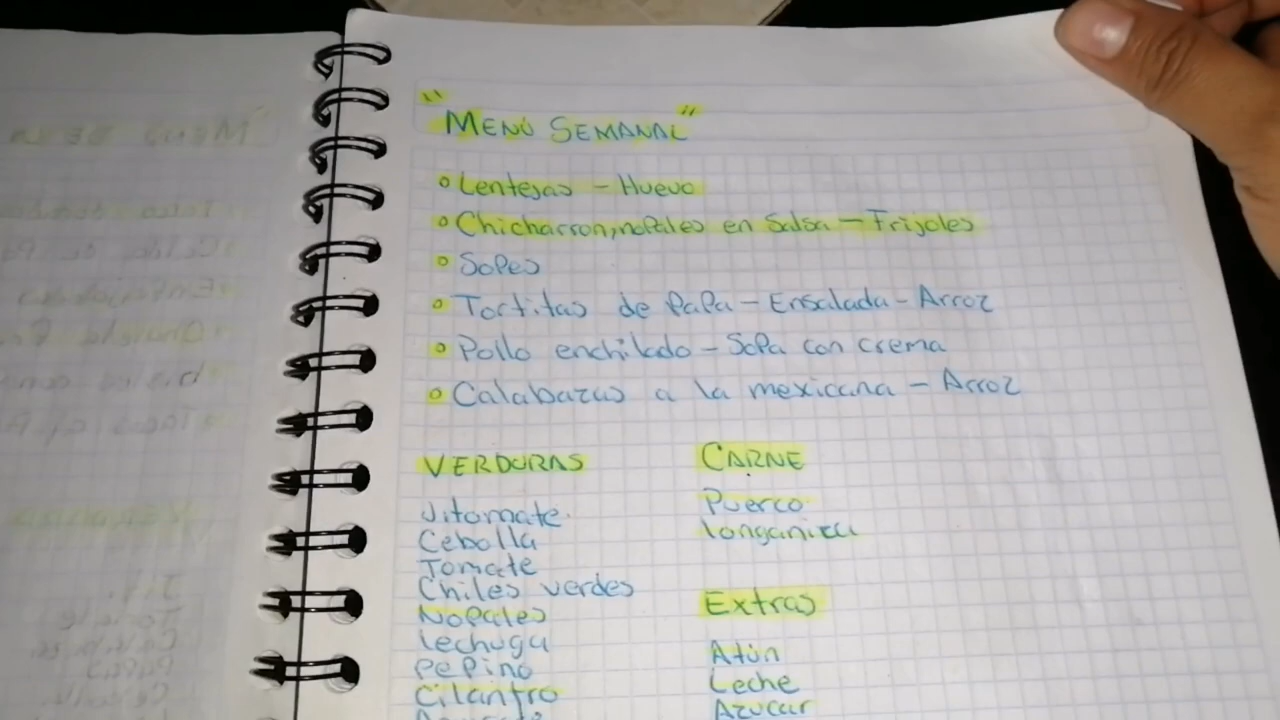 "Menú Semanal"
Lentejas - Huevo
Chicharron, nopales en Salsa - Frijoles
Sopes
Tortitas de Papa - Ensalada - Arroz
Pollo enchilado - Sopa con crema
Calabazas a la mexicana - Arroz
VERDURAS
Jitomate.
Cebolla
Tomate
Chiles verdes
Nopales
Lechuga
Pepino
Cilantro
CARNE
Puerco
longaniza
Extras
Atún
Leche
Azucar